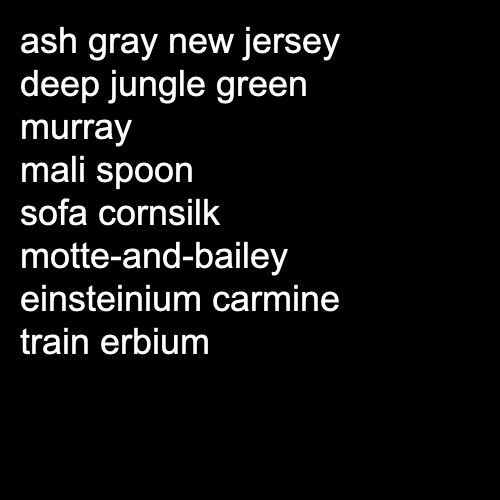 ash gray new jersey
deep jungle green
murray
mali spoon
sofa cornsilk
motte-and-bailey
einsteinium carmine
train erbium